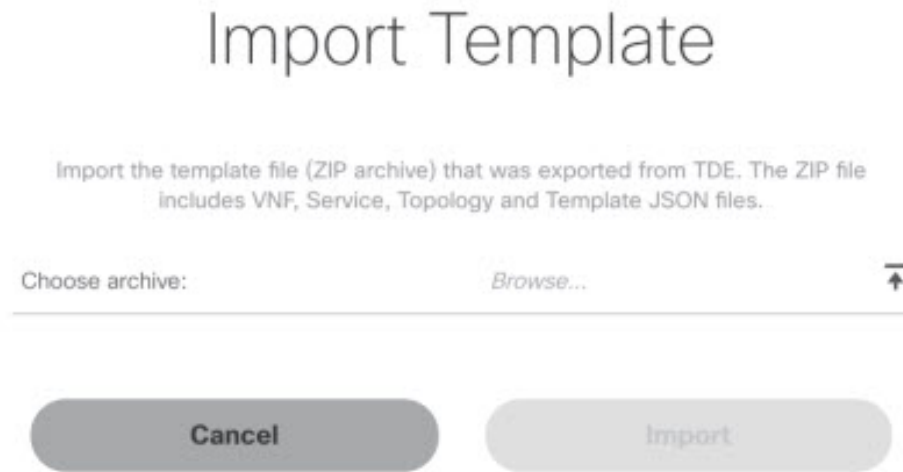 Import Template
Import the template file (ZIP archive) that was exported from TDE. The ZIP file
includes VNF, Service, Topology and Template JSON files.
Choose archive: Browse...
Cancel Import